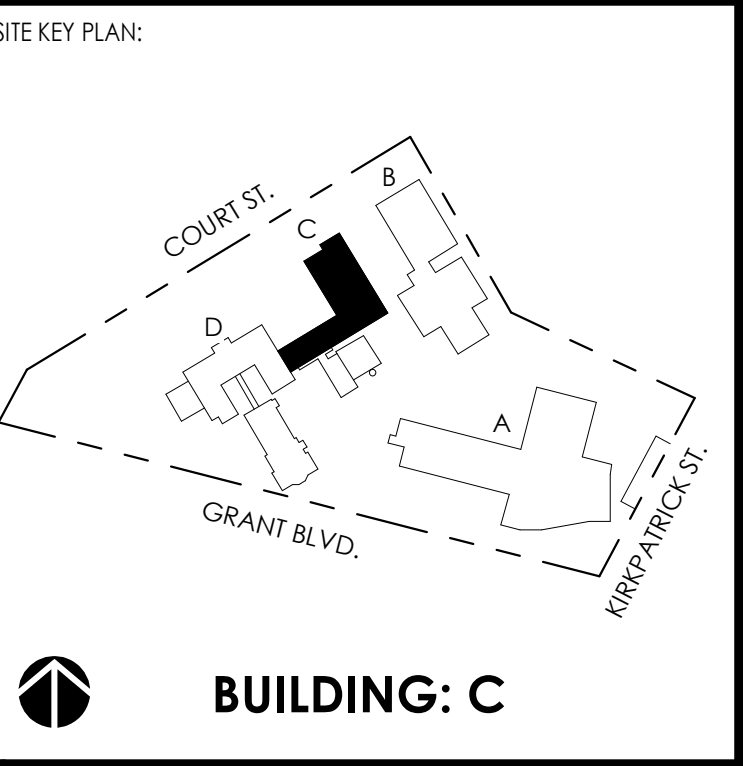 SITE KEY PLAN:
COURT ST.
B
C
D
A
GRANT BLVD.
KIRKPATRICK ST.
BUILDING: C